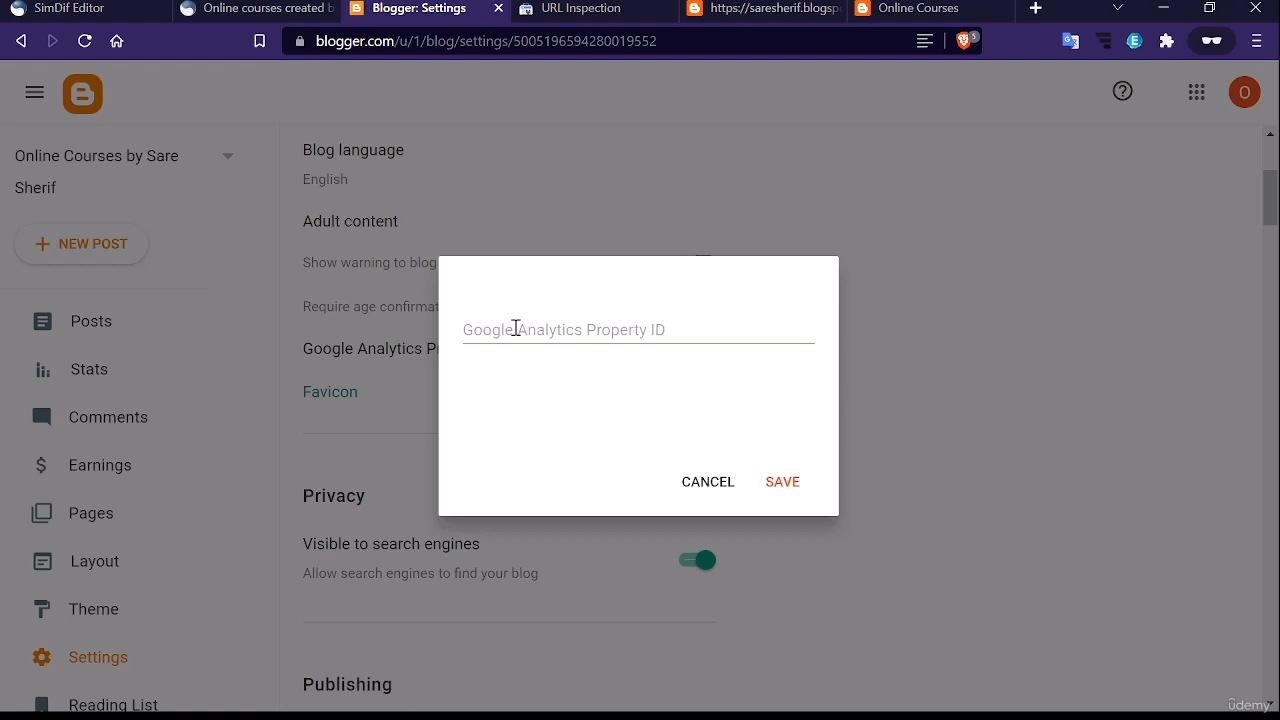 SimDif Editor
Online courses created b
Blogger: Settings
URL Inspection
https://saresherif.blogsp
Online Courses
blogger.com/u/1/blog/settings/5005196594280019552
5
O
Online Courses by Sare
Sherif
NEW POST
Posts
Stats
Comments
Earnings
Pages
Layout
Theme
Settings
Reading List
Blog language
English
Adult content
Show warning to blog
Require age confirmat
Google Analytics P
Favicon
Google Analytics Property ID
CANCEL
SAVE
Privacy
Visible to search engines
Allow search engines to find your blog
Publishing
ûdemy